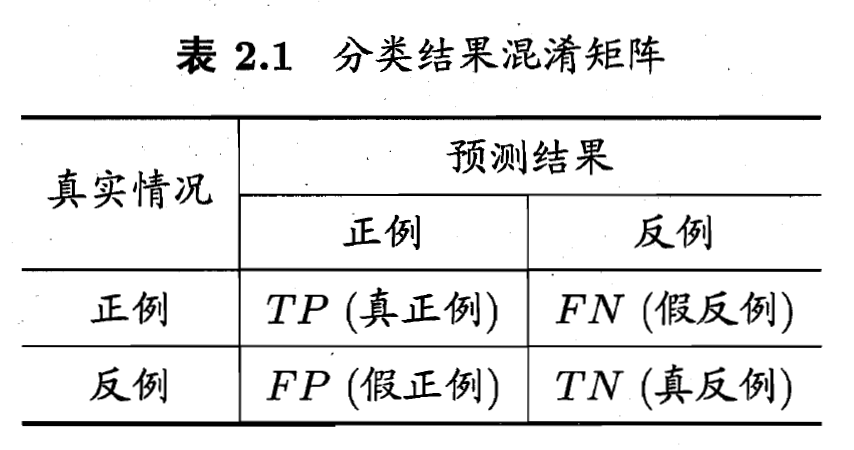 表 2.1 分类结果混淆矩阵
真实情况 预测结果
正例 反例
正例 TP (真正例) FN (假反例)
反例 FP (假正例) TN (真反例)